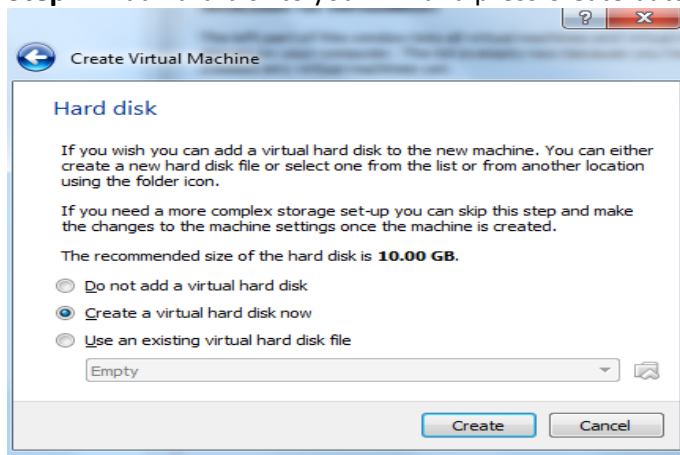 Create Virtual Machine
Hard disk
If you wish you can add a virtual hard disk to the new machine. You can either
create a new hard disk file or select one from the list or from another location
using the folder icon.
If you need a more complex storage set-up you can skip this step and make
the changes to the machine settings once the machine is created.
The recommended size of the hard disk is 10.00 GB.
Do not add a virtual hard disk
Create a virtual hard disk now
Use an existing virtual hard disk file
Empty
Create
Cancel